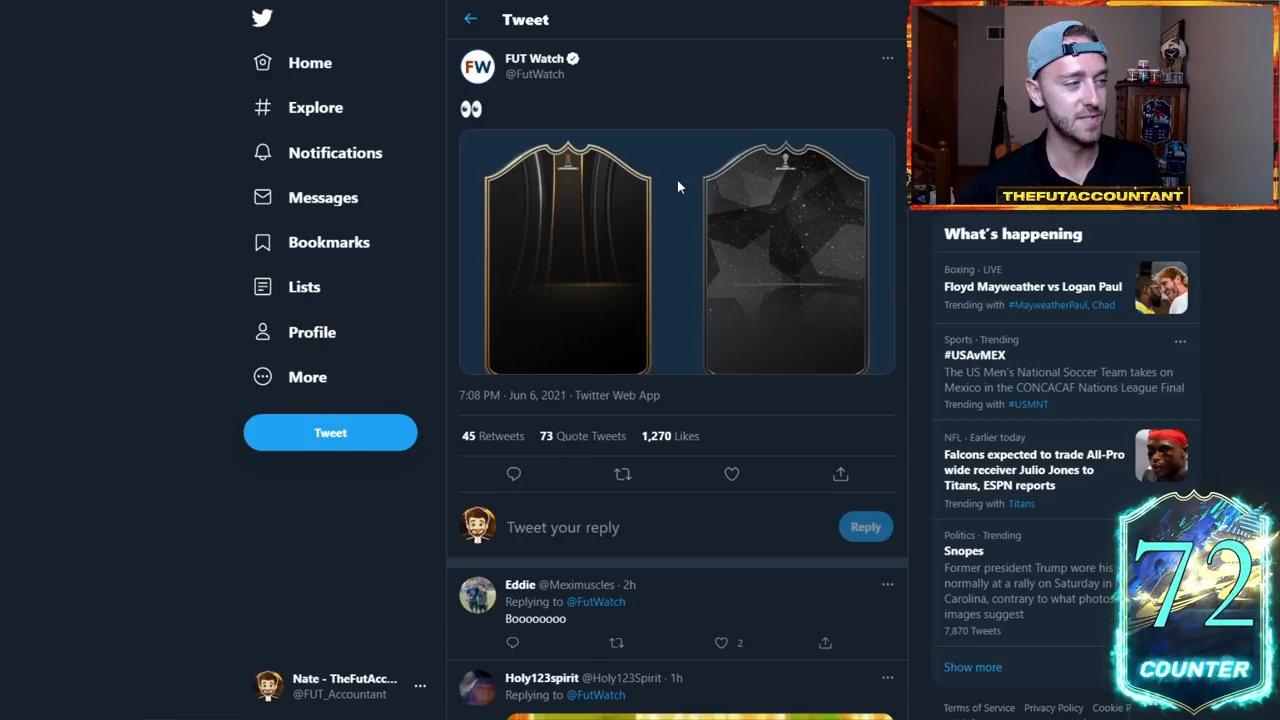 Home
Explore
Notifications
Messages
Bookmarks
Lists
Profile
More
Tweet
Nate - TheFutAcc...
@FUT_Accountant
Tweet
FW
FUT Watch
@FutWatch
7:08 PM · Jun 6, 2021 · Twitter Web App
45 Retweets 73 Quote Tweets 1,270 Likes
Tweet your reply
Reply
Eddie @Meximuscles · 2h
Replying to @FutWatch
Boooooooo
2
Holy123spirit @Holy123Spirit · 1h
Replying to @FutWatch
THEFUTACCOUNTANT
What's happening
Boxing · LIVE
Floyd Mayweather vs Logan Paul
Trending with #MayweatherPaul, Chad
Sports · Trending
#USAvMEX
The US Men's National Soccer Team takes on
Mexico in the CONCACAF Nations League Final
Trending with #USMNT
NFL · Earlier today
Falcons expected to trade All-Pro
wide receiver Julio Jones to
Titans, ESPN reports
Trending with Titans
Politics · Trending
Snopes
Former president Trump wore his
normally at a rally on Saturday in
Carolina, contrary to what photos
images suggest
7,870 Tweets
Show more
Terms of Service Privacy Policy Cookie P
72
COUNTER